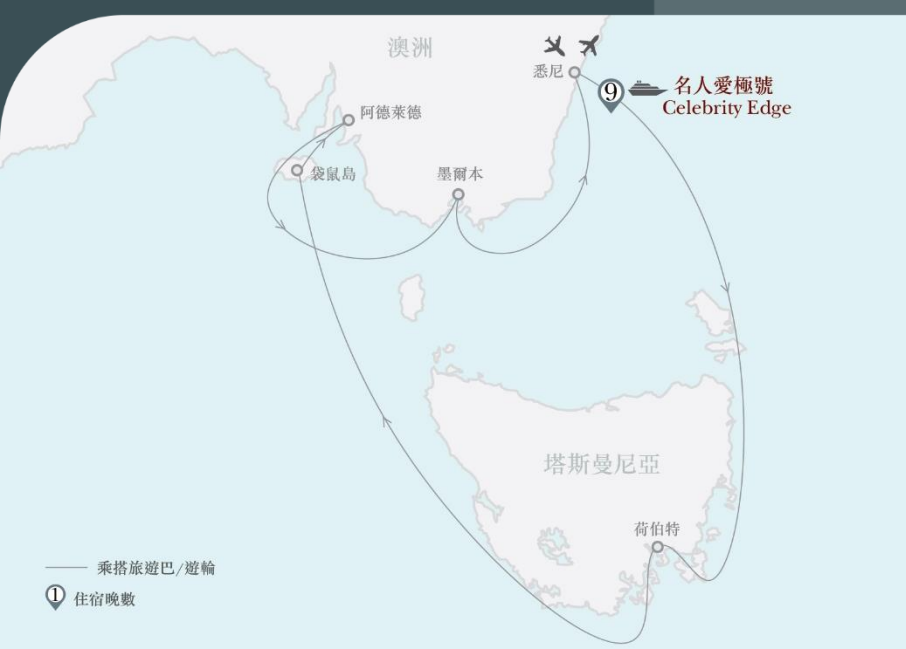 澳洲
悉尼
9
名人愛極號
Celebrity Edge
阿德萊德
袋鼠島
墨爾本
塔斯曼尼亞
荷伯特
乘搭旅遊巴/遊輪
1 住宿晚數